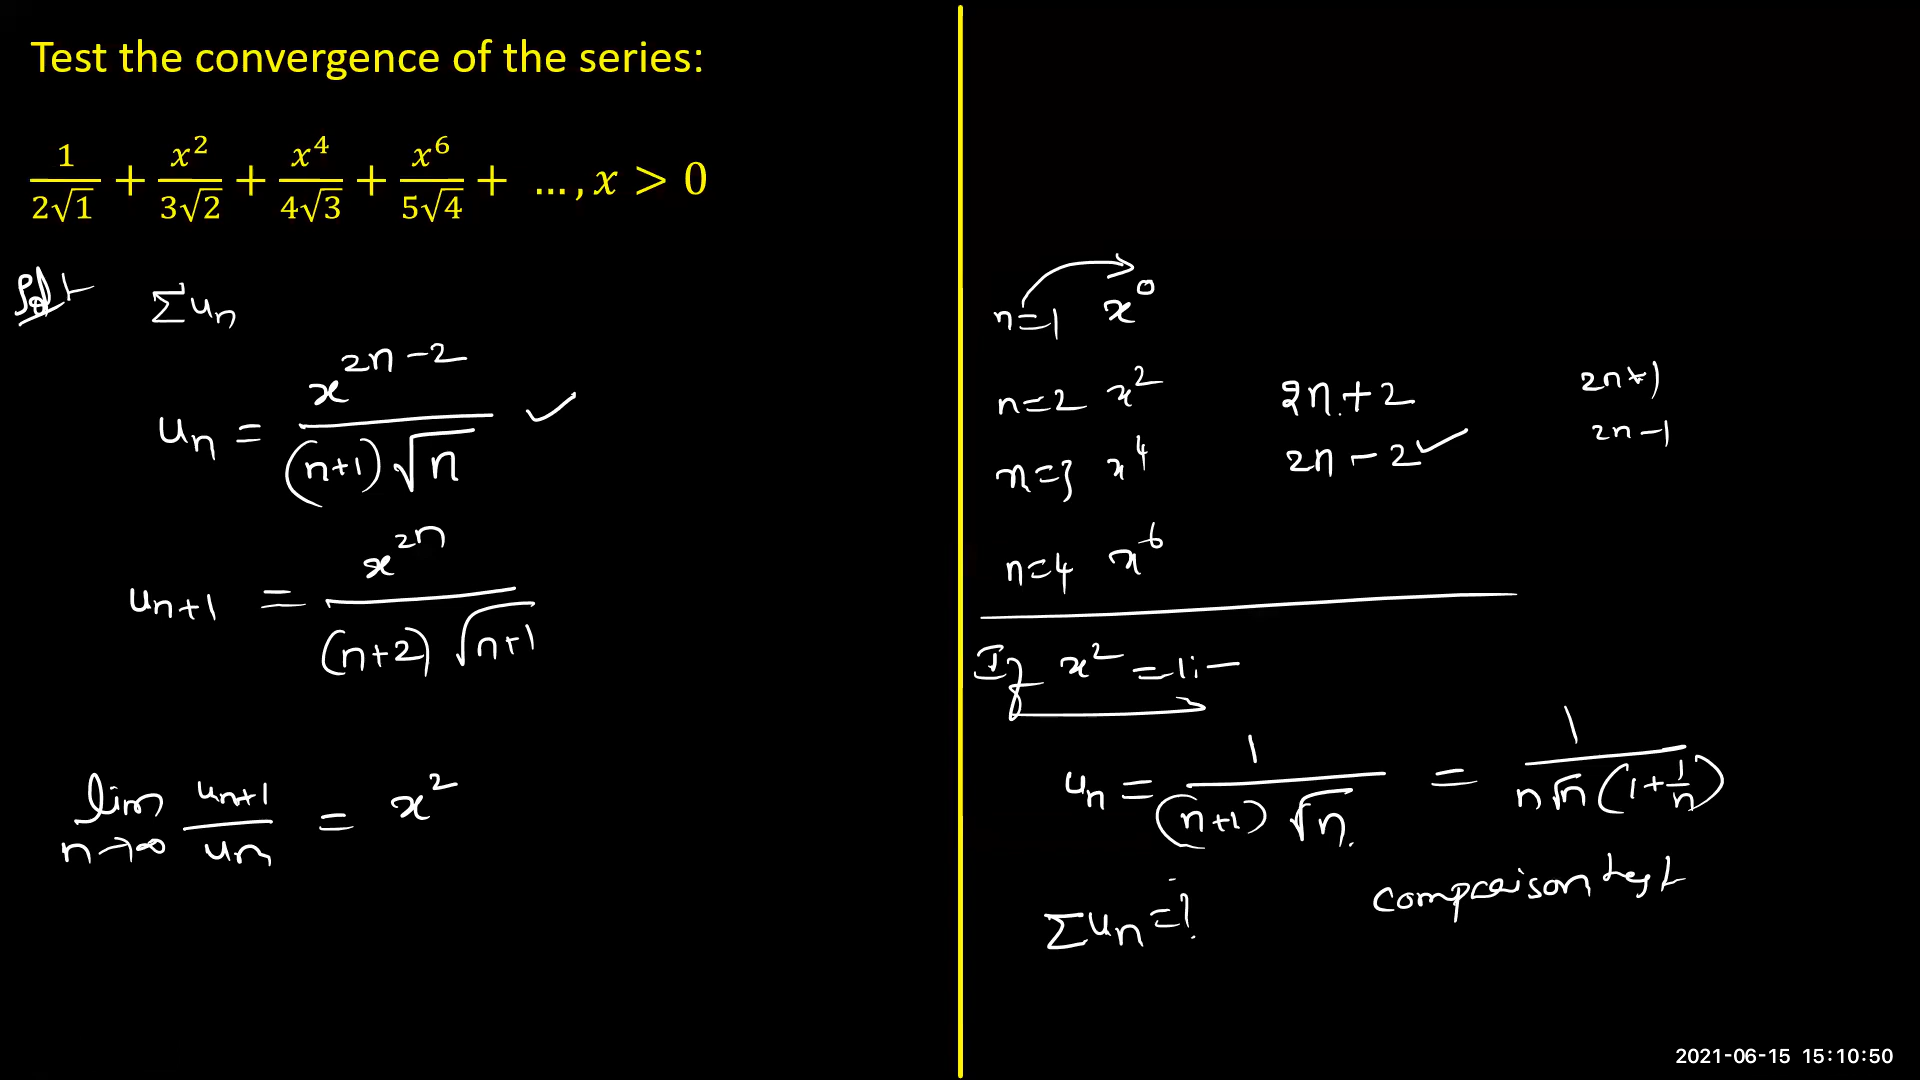 Test the convergence of the series:
1/(2√1) + x²/(3√2) + x⁴/(4√3) + x⁶/(5√4) + ..., x > 0
Σuₙ
uₙ = x^(2n-2) / ((n+1)√n) ✓
uₙ₊₁ = x^(2n) / ((n+2)√(n+1))
lim n→∞ uₙ₊₁/uₙ = x²
n=1 x⁰
n=2 x² 2n+2 2n+1
n=3 x⁴ 2n-2 ✓ 2n-1
n=4 x⁶
If x² = 1:-
uₙ = 1/((n+1)√n) = 1/(n√n(1+1/n))
Σuₙ = ? comparison test
2021-06-15 15:10:50